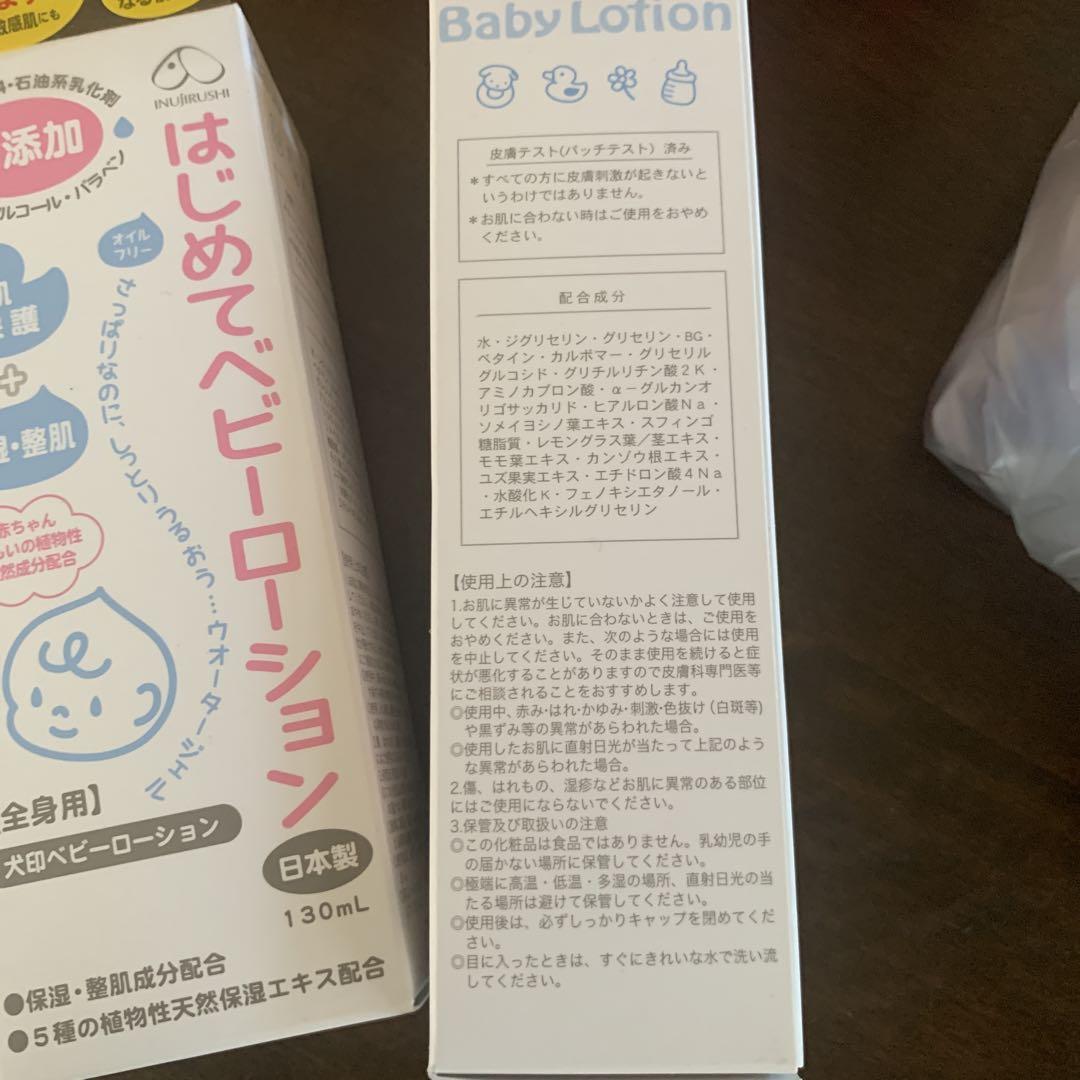 敏感肌にも
石油系乳化剤
添加
ルコール・パラベン
INUJIRUSHI
はじめてベビーローション
オイル
フリー
さっぱりなのに、しっとりうるおう…ウォータージェル
肌
護
+
湿・整肌
赤ちゃん
いの植物性
然成分配合
全身用】
犬印ベビーローション
日本製
130mL
●保湿・整肌成分配合
●5種の植物性天然保湿エキス配合
Baby Lotion
皮膚テスト(パッチテスト) 済み
＊すべての方に皮膚刺激が起きないと
いうわけではありません。
＊お肌に合わない時はご使用をおやめ
ください。
配合成分
水・ジグリセリン・グリセリン・BG・
ベタイン・カルボマー・グリセリル
グルコシド・グリチルリチン酸2K・
アミノカプロン酸・α－グルカンオ
リゴサッカリド・ヒアルロン酸Na・
ソメイヨシノ葉エキス・スフィンゴ
糖脂質・レモングラス葉／茎エキス・
モモ葉エキス・カンゾウ根エキス・
ユズ果実エキス・エチドロン酸4Na
・水酸化K・フェノキシエタノール・
エチルヘキシルグリセリン
【使用上の注意】
1.お肌に異常が生じていないかよく注意して使用
してください。お肌に合わないときは、ご使用を
おやめください。また、次のような場合には使用
を中止してください。そのまま使用を続けると症
状が悪化することがありますので皮膚科専門医等
にご相談されることをおすすめします。
◎使用中、赤み・はれ・かゆみ・刺激・色抜け（白斑等)
や黒ずみ等の異常があらわれた場合。
◎使用したお肌に直射日光が当たって上記のよう
な異常があらわれた場合。
2.傷、はれもの、湿疹などお肌に異常のある部位
にはご使用にならないでください。
3.保管及び取扱いの注意
◎この化粧品は食品ではありません。乳幼児の手
の届かない場所に保管してください。
◎極端に高温・低温・多湿の場所、直射日光の当
たる場所は避けて保管してください。
◎使用後は、必ずしっかりキャップを閉めてくだ
さい。
◎目に入ったときは、すぐにきれいな水で洗い流
してください。